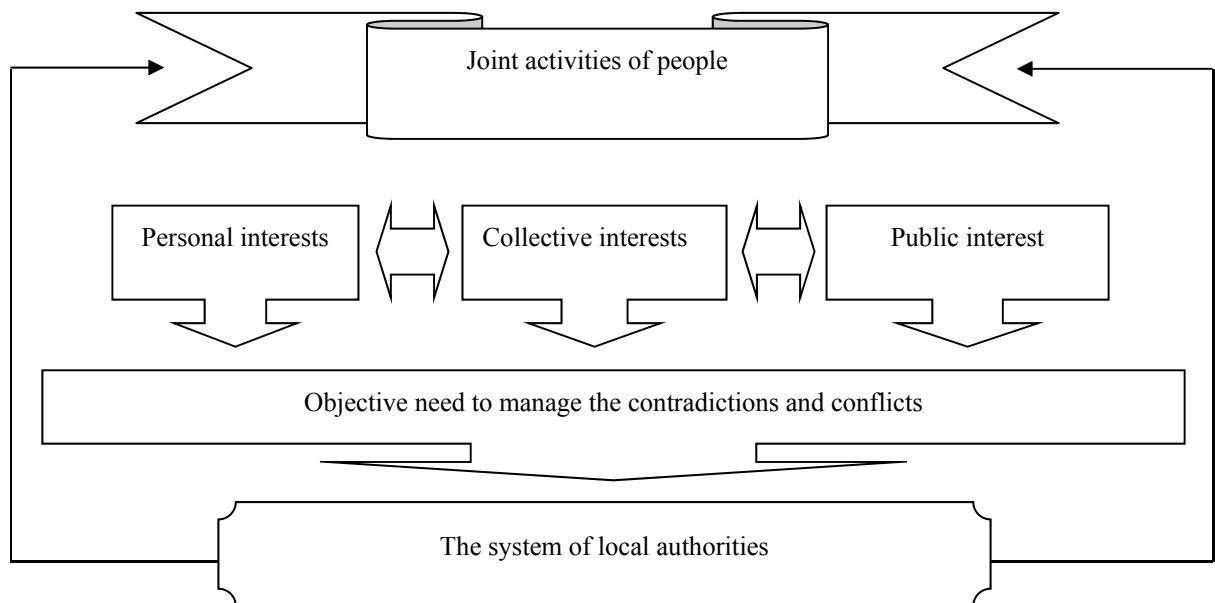 Joint activities of people
Personal interests
Collective interests
Public interest
Objective need to manage the contradictions and conflicts
The system of local authorities